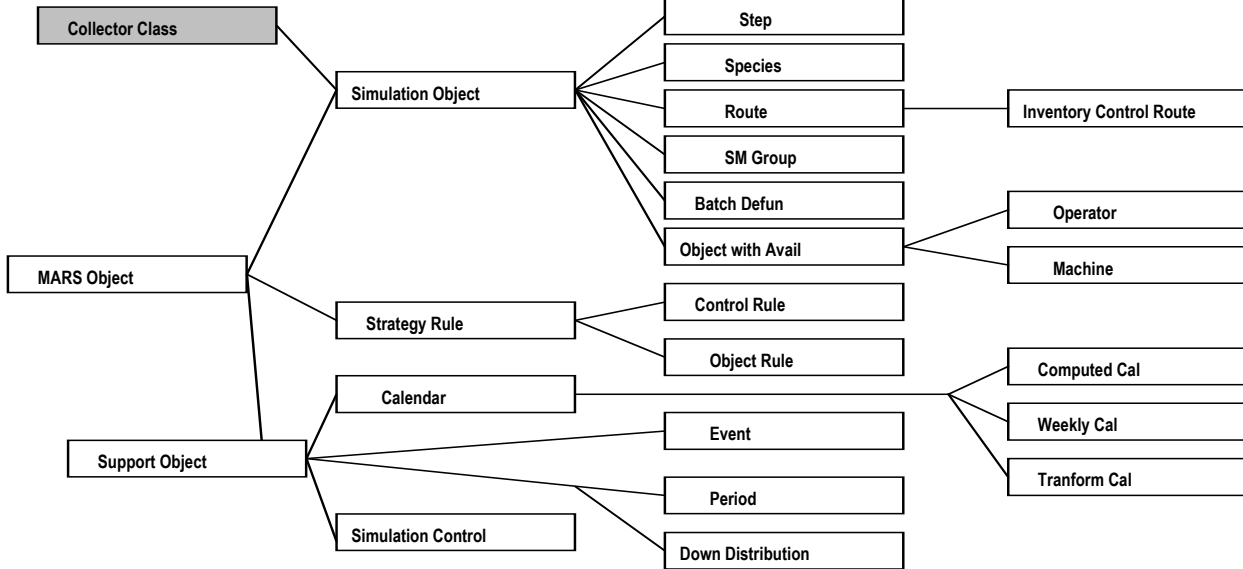 Collector Class
Step
Species
Simulation Object
Route
Inventory Control Route
SM Group
Batch Defun
Operator
Object with Avail
MARS Object
Machine
Control Rule
Strategy Rule
Object Rule
Computed Cal
Calendar
Weekly Cal
Event
Support Object
Tranform Cal
Period
Simulation Control
Down Distribution